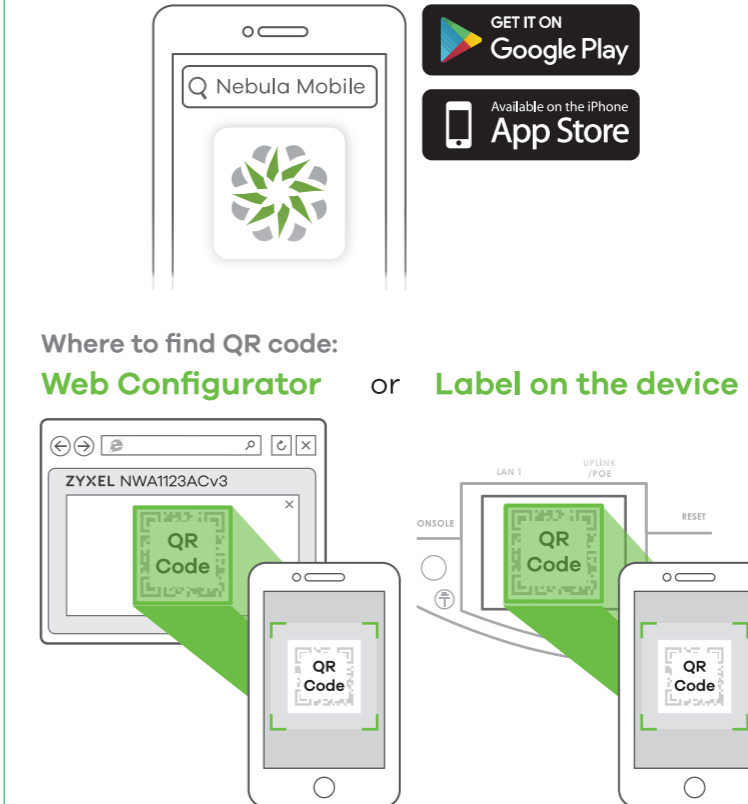 GET IT ON
Google Play
Nebula Mobile
Available on the iPhone
App Store
Where to find QR code:
Web Configurator or Label on the device
ZYXEL NWA1123ACv3
QR
Code
QR
Code
LAN 1
UPLINK
/POE
ONSOLE
RESET
QR
Code
QR
Code